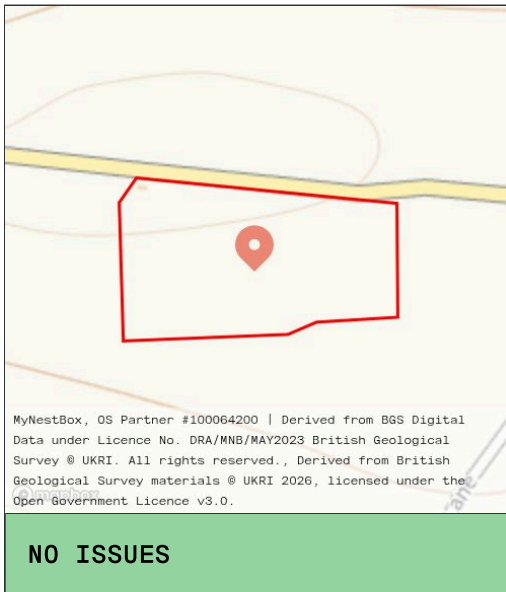 MyNestBox, OS Partner #100064200 | Derived from BGS Digital
Data under Licence No. DRA/MNB/MAY2023 British Geological
Survey © UKRI. All rights reserved., Derived from British
Geological Survey materials © UKRI 2026, licensed under the
Open Government Licence v3.0.
mapbox
ane
NO ISSUES